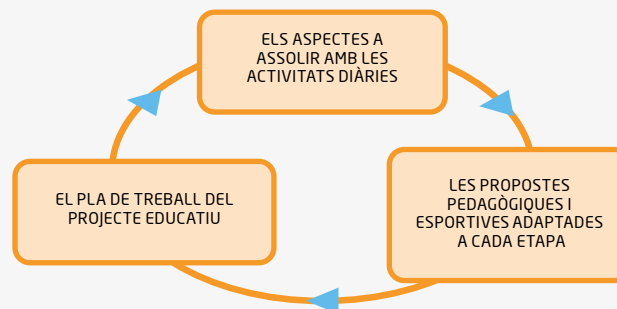 ELS ASPECTES A
ASSOLIR AMB LES
ACTIVITATS DIÀRIES
EL PLA DE TREBALL DEL
PROJECTE EDUCATIU
LES PROPOSTES
PEDAGÒGIQUES I
ESPORTIVES ADAPTADES
A CADA ETAPA